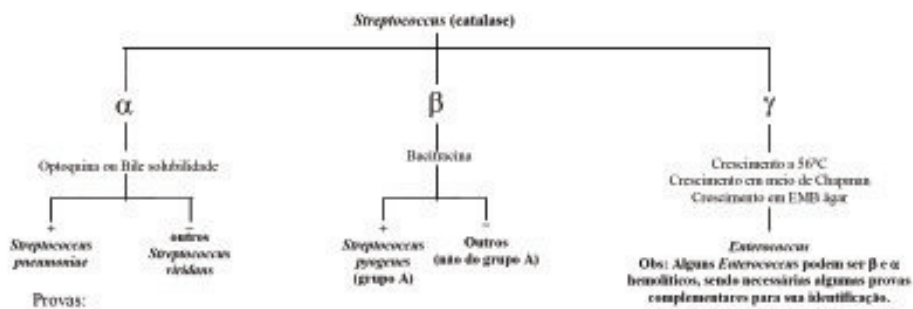 Streptococcus (catalase)
α
β
γ
Optoquina ou Bile solubilidade
Bacitracina
Crescimento a 56ºC
Crescimento em meio de Chapman
Crescimento em EMB ágar
+
Streptococcus
pneumoniae
−
outros
Streptococcus
viridans
+
Streptococcus
pyogenes
(grupo A)
−
Outros
(não do grupo A)
Enterococcus
Obs: Alguns Enterococcus podem ser β e α
hemolíticos, sendo necessárias algumas provas
complementares para sua identificação.
Provas: